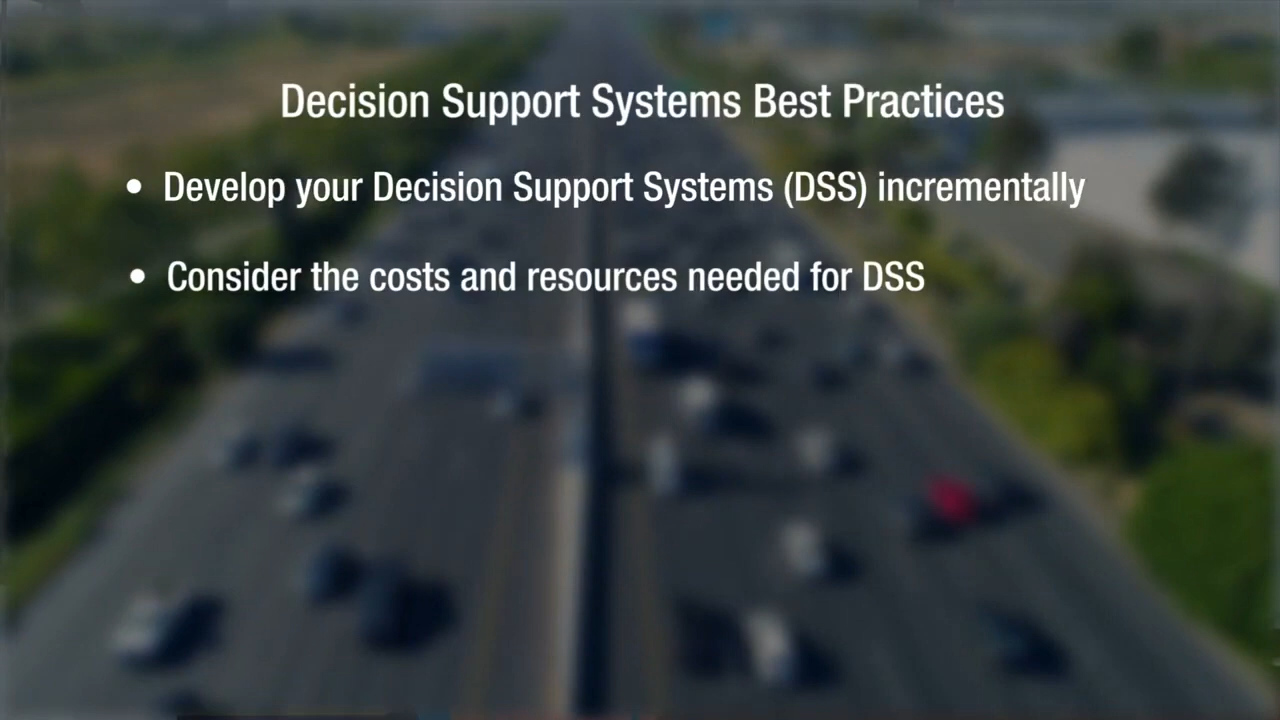 Decision Support Systems Best Practices
• Develop your Decision Support Systems (DSS) incrementally
• Consider the costs and resources needed for DSS